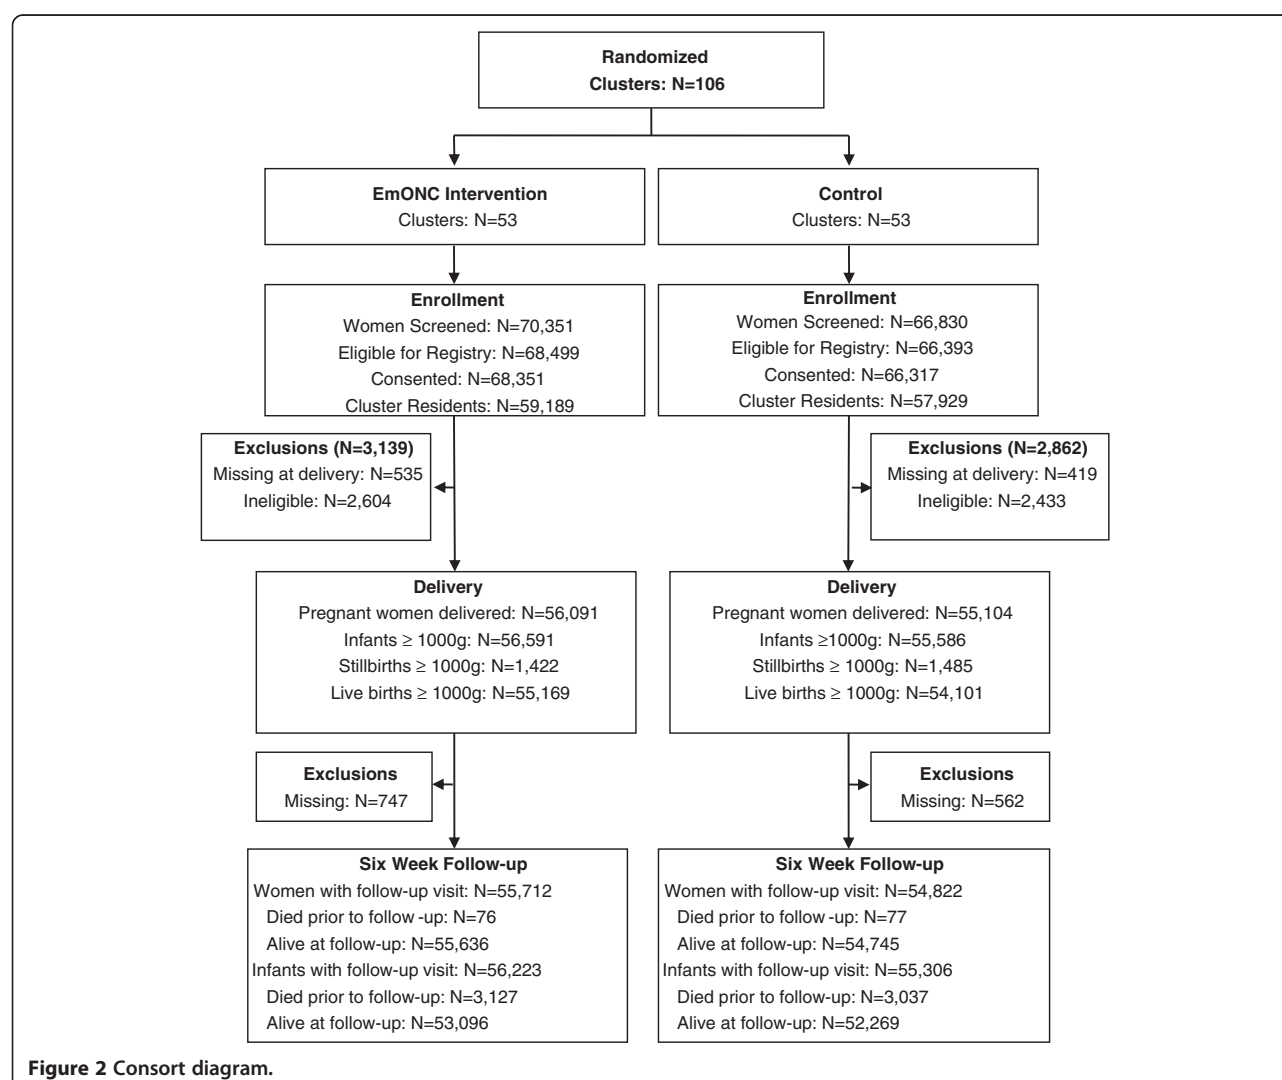 Randomized
Clusters: N=106
EmONC Intervention
Clusters: N=53
Control
Clusters: N=53
Enrollment
Women Screened: N=70,351
Eligible for Registry: N=68,499
Consented: N=68,351
Cluster Residents: N=59,189
Enrollment
Women Screened: N=66,830
Eligible for Registry: N=66,393
Consented: N=66,317
Cluster Residents: N=57,929
Exclusions (N=3,139)
Missing at delivery: N=535
Ineligible: N=2,604
Exclusions (N=2,862)
Missing at delivery: N=419
Ineligible: N=2,433
Delivery
Pregnant women delivered: N=56,091
Infants ≥ 1000g: N=56,591
Stillbirths ≥ 1000g: N=1,422
Live births ≥ 1000g: N=55,169
Delivery
Pregnant women delivered: N=55,104
Infants ≥1000g: N=55,586
Stillbirths ≥ 1000g: N=1,485
Live births ≥ 1000g: N=54,101
Exclusions
Missing: N=747
Exclusions
Missing: N=562
Six Week Follow-up
Women with follow-up visit: N=55,712
Died prior to follow-up: N=76
Alive at follow-up: N=55,636
Infants with follow-up visit: N=56,223
Died prior to follow-up: N=3,127
Alive at follow-up: N=53,096
Six Week Follow-up
Women with follow-up visit: N=54,822
Died prior to follow-up: N=77
Alive at follow-up: N=54,745
Infants with follow-up visit: N=55,306
Died prior to follow-up: N=3,037
Alive at follow-up: N=52,269
Figure 2 Consort diagram.